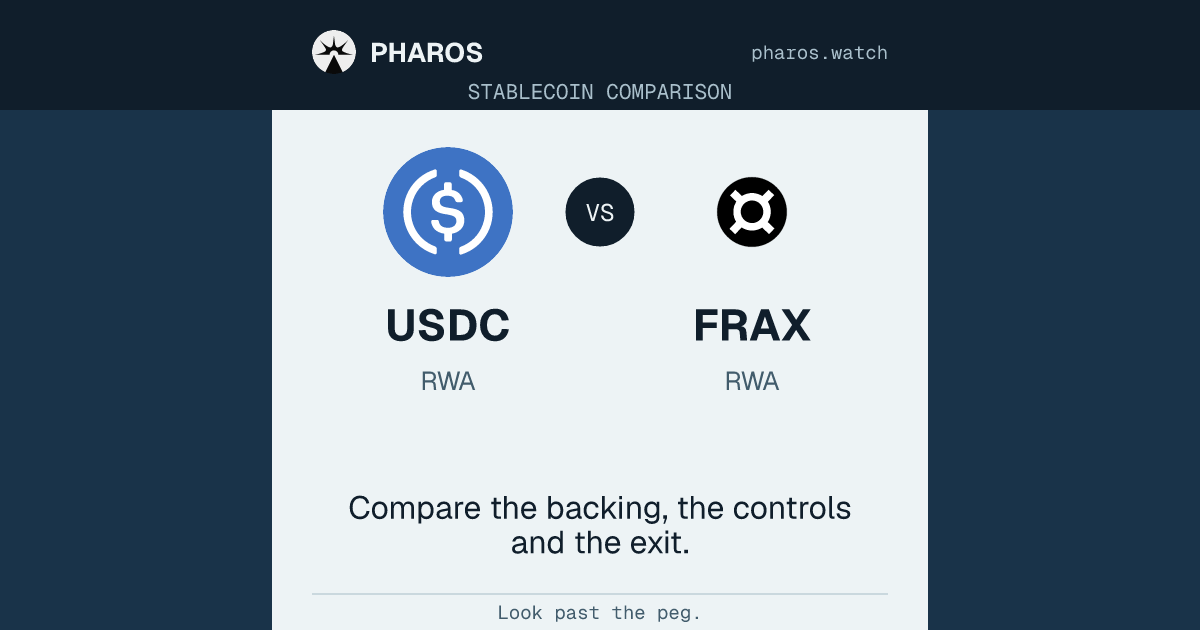 PHAROS
pharos.watch
STABLECOIN COMPARISON
VS
USDC
FRAX
RWA
RWA
Compare the backing, the controls
and the exit.
Look past the peg.